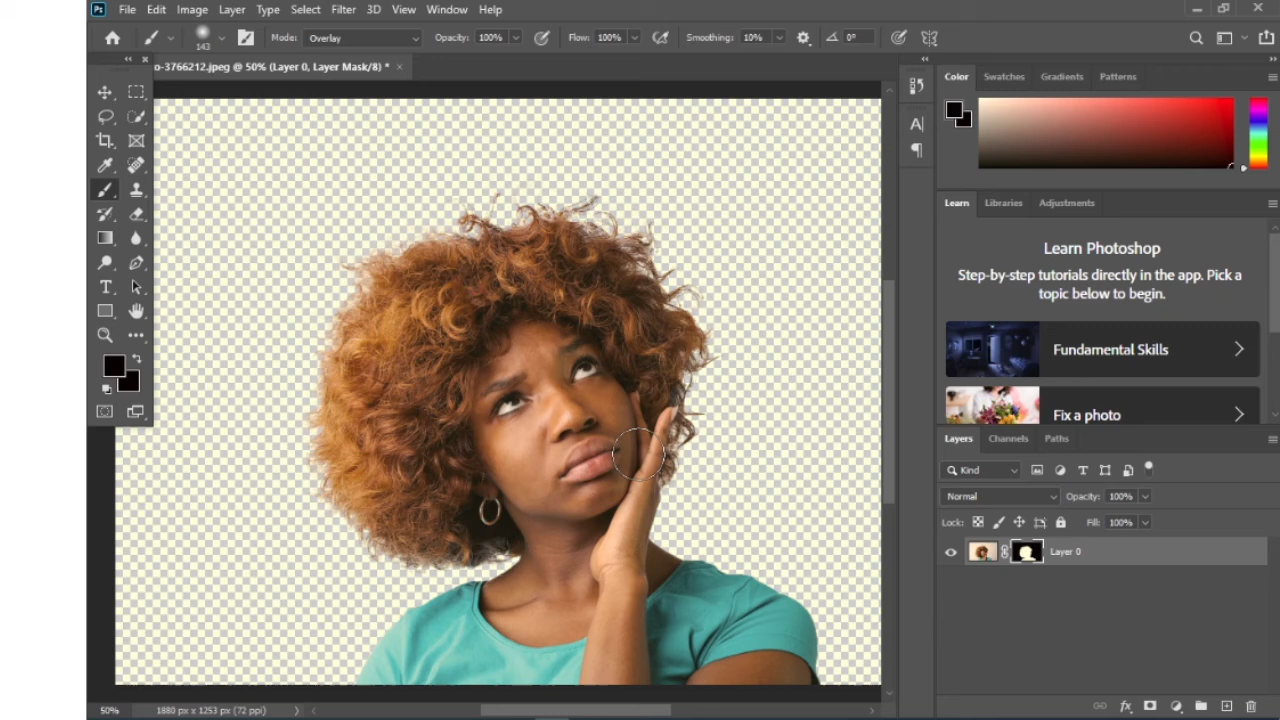 Ps File Edit Image Layer Type Select Filter 3D View Window Help
143 Mode: Overlay Opacity: 100% Flow: 100% Smoothing: 10% 0°
o-3766212.jpeg @ 50% (Layer 0, Layer Mask/8) * ×
Color Swatches Gradients Patterns
Learn Libraries Adjustments
Learn Photoshop
Step-by-step tutorials directly in the app. Pick a
topic below to begin.
Fundamental Skills
Fix a photo
Layers Channels Paths
Kind
Normal Opacity: 100%
Lock: Fill: 100%
Layer 0
50% 1880 px x 1253 px (72 ppi)